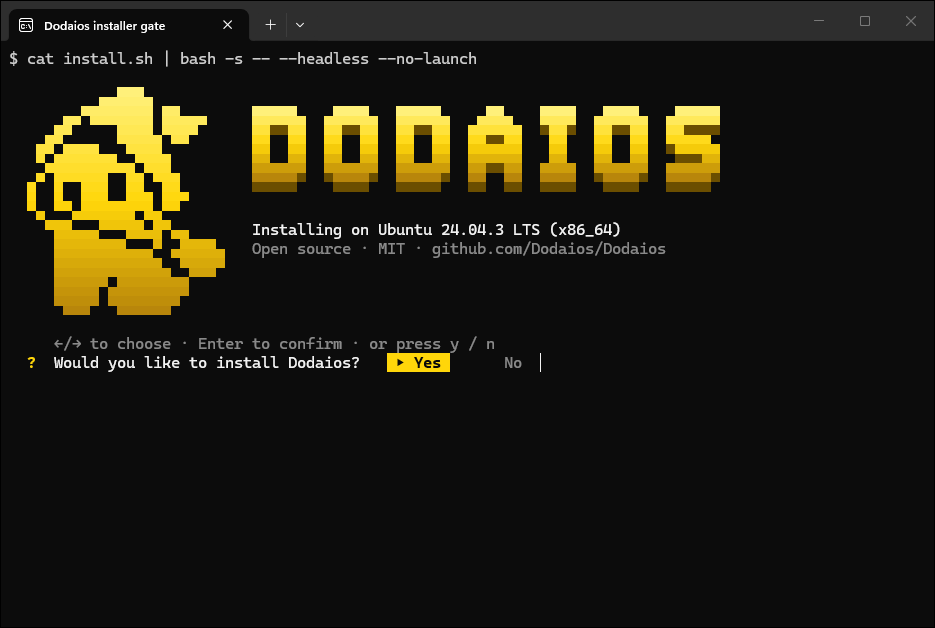 Dodaios installer gate
$ cat install.sh | bash -s -- --headless --no-launch
DODAIOS
Installing on Ubuntu 24.04.3 LTS (x86_64)
Open source · MIT · github.com/Dodaios/Dodaios
←/→ to choose · Enter to confirm · or press y / n
? Would you like to install Dodaios? ▸ Yes No